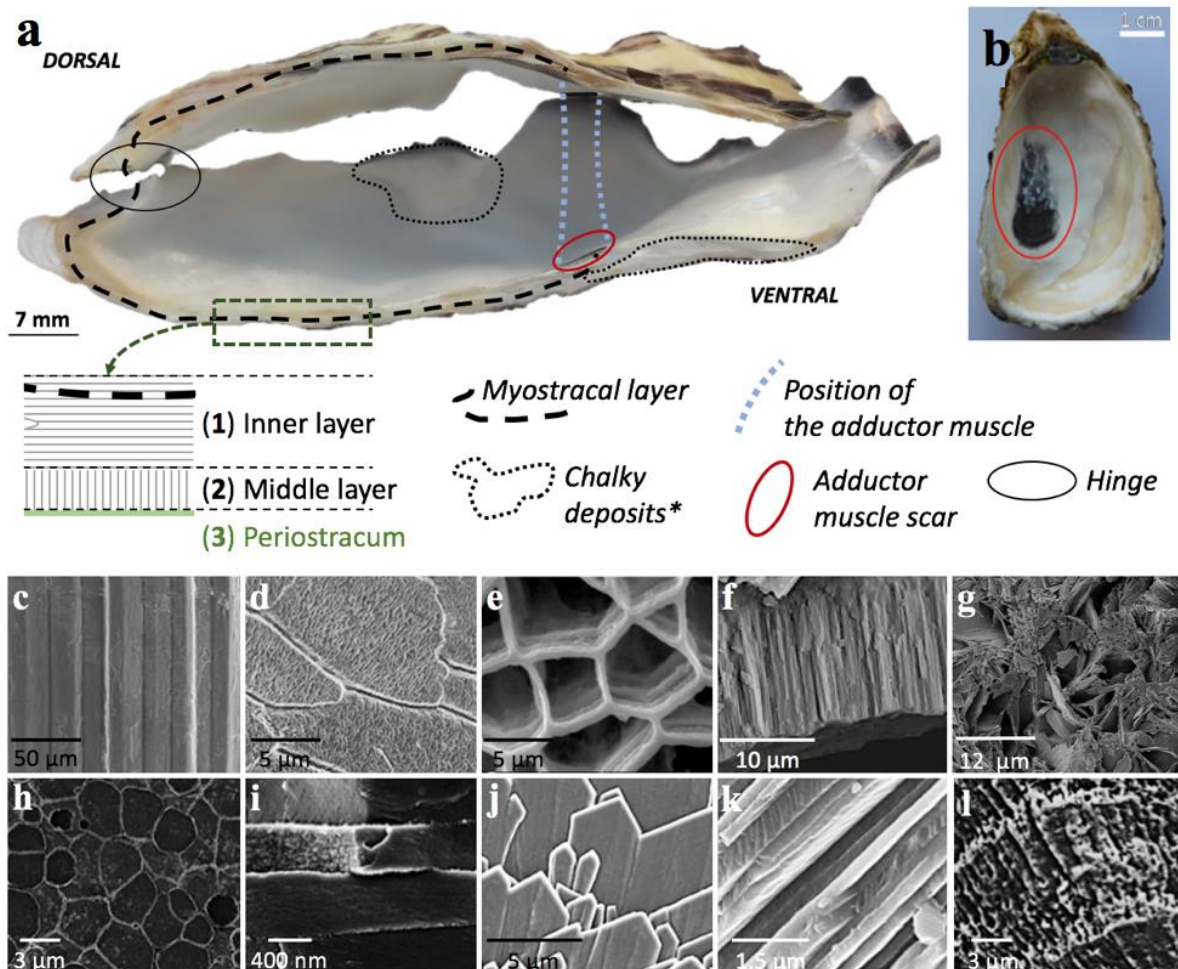 a
DORSAL
b
1 cm
VENTRAL
7 mm
(1) Inner layer
(2) Middle layer
(3) Periostracum
Myostracal layer
Chalky
deposits*
Position of
the adductor muscle
Adductor
muscle scar
Hinge
c
50 µm
d
5 µm
e
5 µm
f
10 µm
g
12 µm
h
3 µm
i
400 nm
j
5 µm
k
1.5 µm
l
3 µm